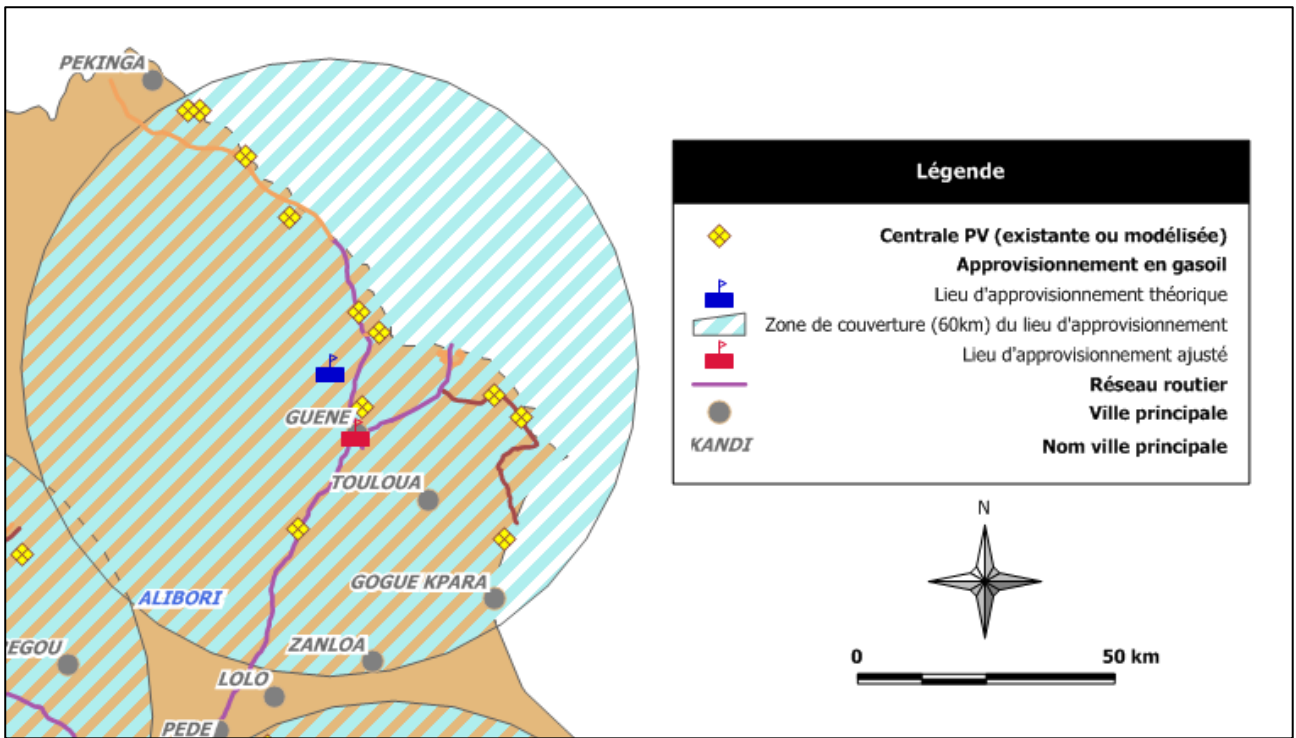 PEKINGA
GUENE
TOULOUA
GOGUE KPARA
ALIBORI
ZANLOA
EGOU
LOLO
PEDE
Légende
Centrale PV (existante ou modélisée)
Approvisionnement en gasoil
Lieu d'approvisionnement théorique
Zone de couverture (60km) du lieu d'approvisionnement
Lieu d'approvisionnement ajusté
Réseau routier
Ville principale
KANDI Nom ville principale
N
0 50 km